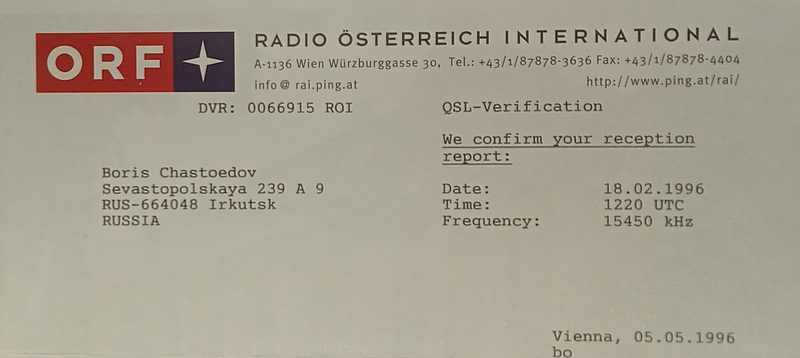 ORF
RADIO ÖSTERREICH INTERNATIONAL
A-1136 Wien Würzburggasse 30, Tel.: +43/1/87878-3636 Fax: +43/1/87878-4404
info@rai.ping.at http://www.ping.at/rai/
DVR: 0066915 ROI
QSL-Verification
We confirm your reception
report:
Boris Chastoedov
Sevastopolskaya 239 A 9
RUS-664048 Irkutsk
RUSSIA
Date: 18.02.1996
Time: 1220 UTC
Frequency: 15450 kHz
Vienna, 05.05.1996
bo